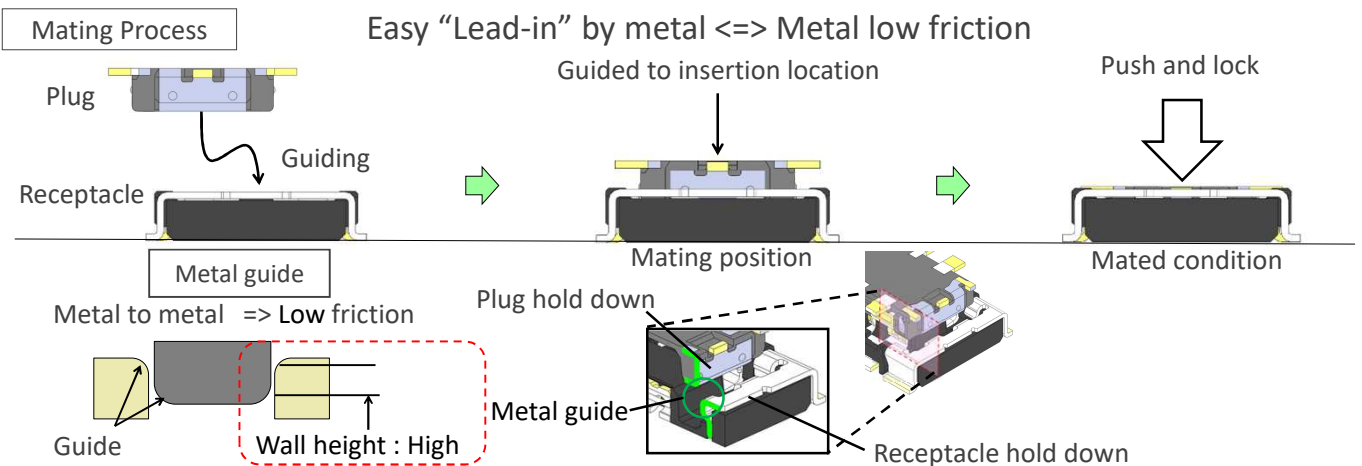 Mating Process
Easy “Lead-in” by metal <=> Metal low friction
Plug
Guiding
Receptacle
Guided to insertion location
Mating position
Push and lock
Mated condition
Metal guide
Metal to metal => Low friction
Guide
Wall height : High
Plug hold down
Metal guide
Receptacle hold down